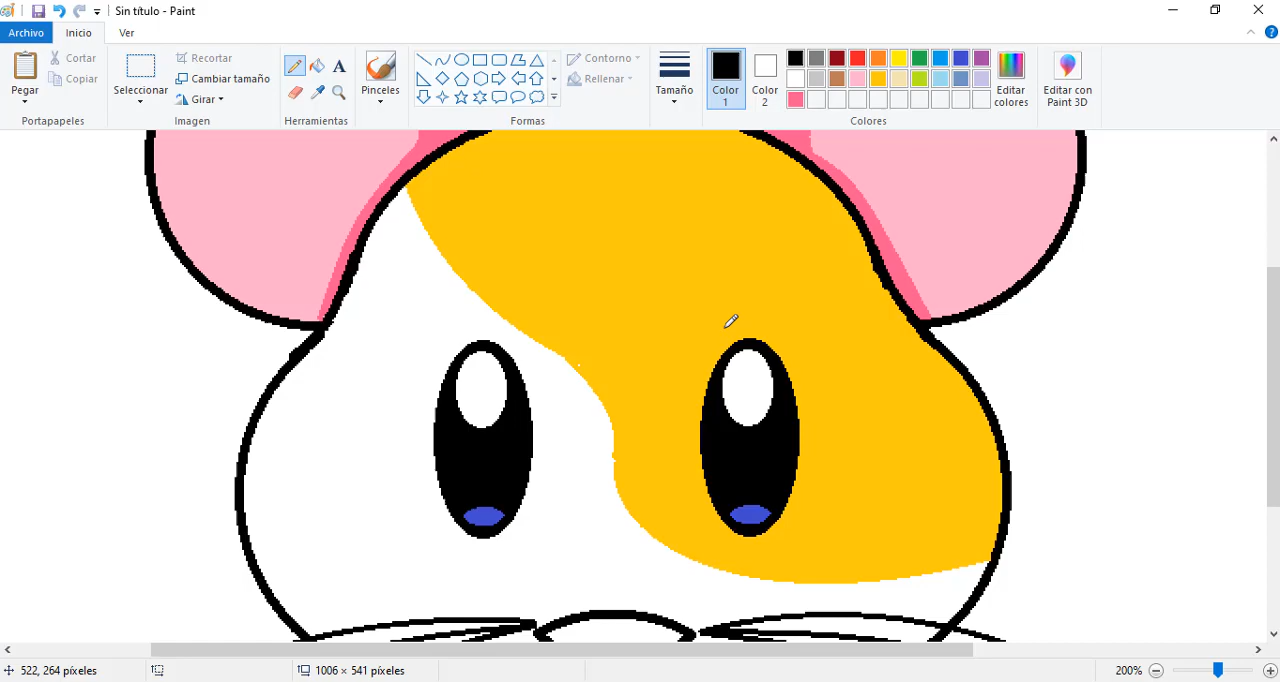 Sin título - Paint
Archivo Inicio Ver
Pegar
Cortar
Copiar
Portapapeles
Seleccionar
Recortar
Cambiar tamaño
Girar
Imagen
A
Herramientas
Pinceles
Contorno
Rellenar
Formas
Tamaño
Color
1
Color
2
Editar
colores
Colores
Editar con
Paint 3D
522, 264 píxeles
1006 × 541 píxeles
200%